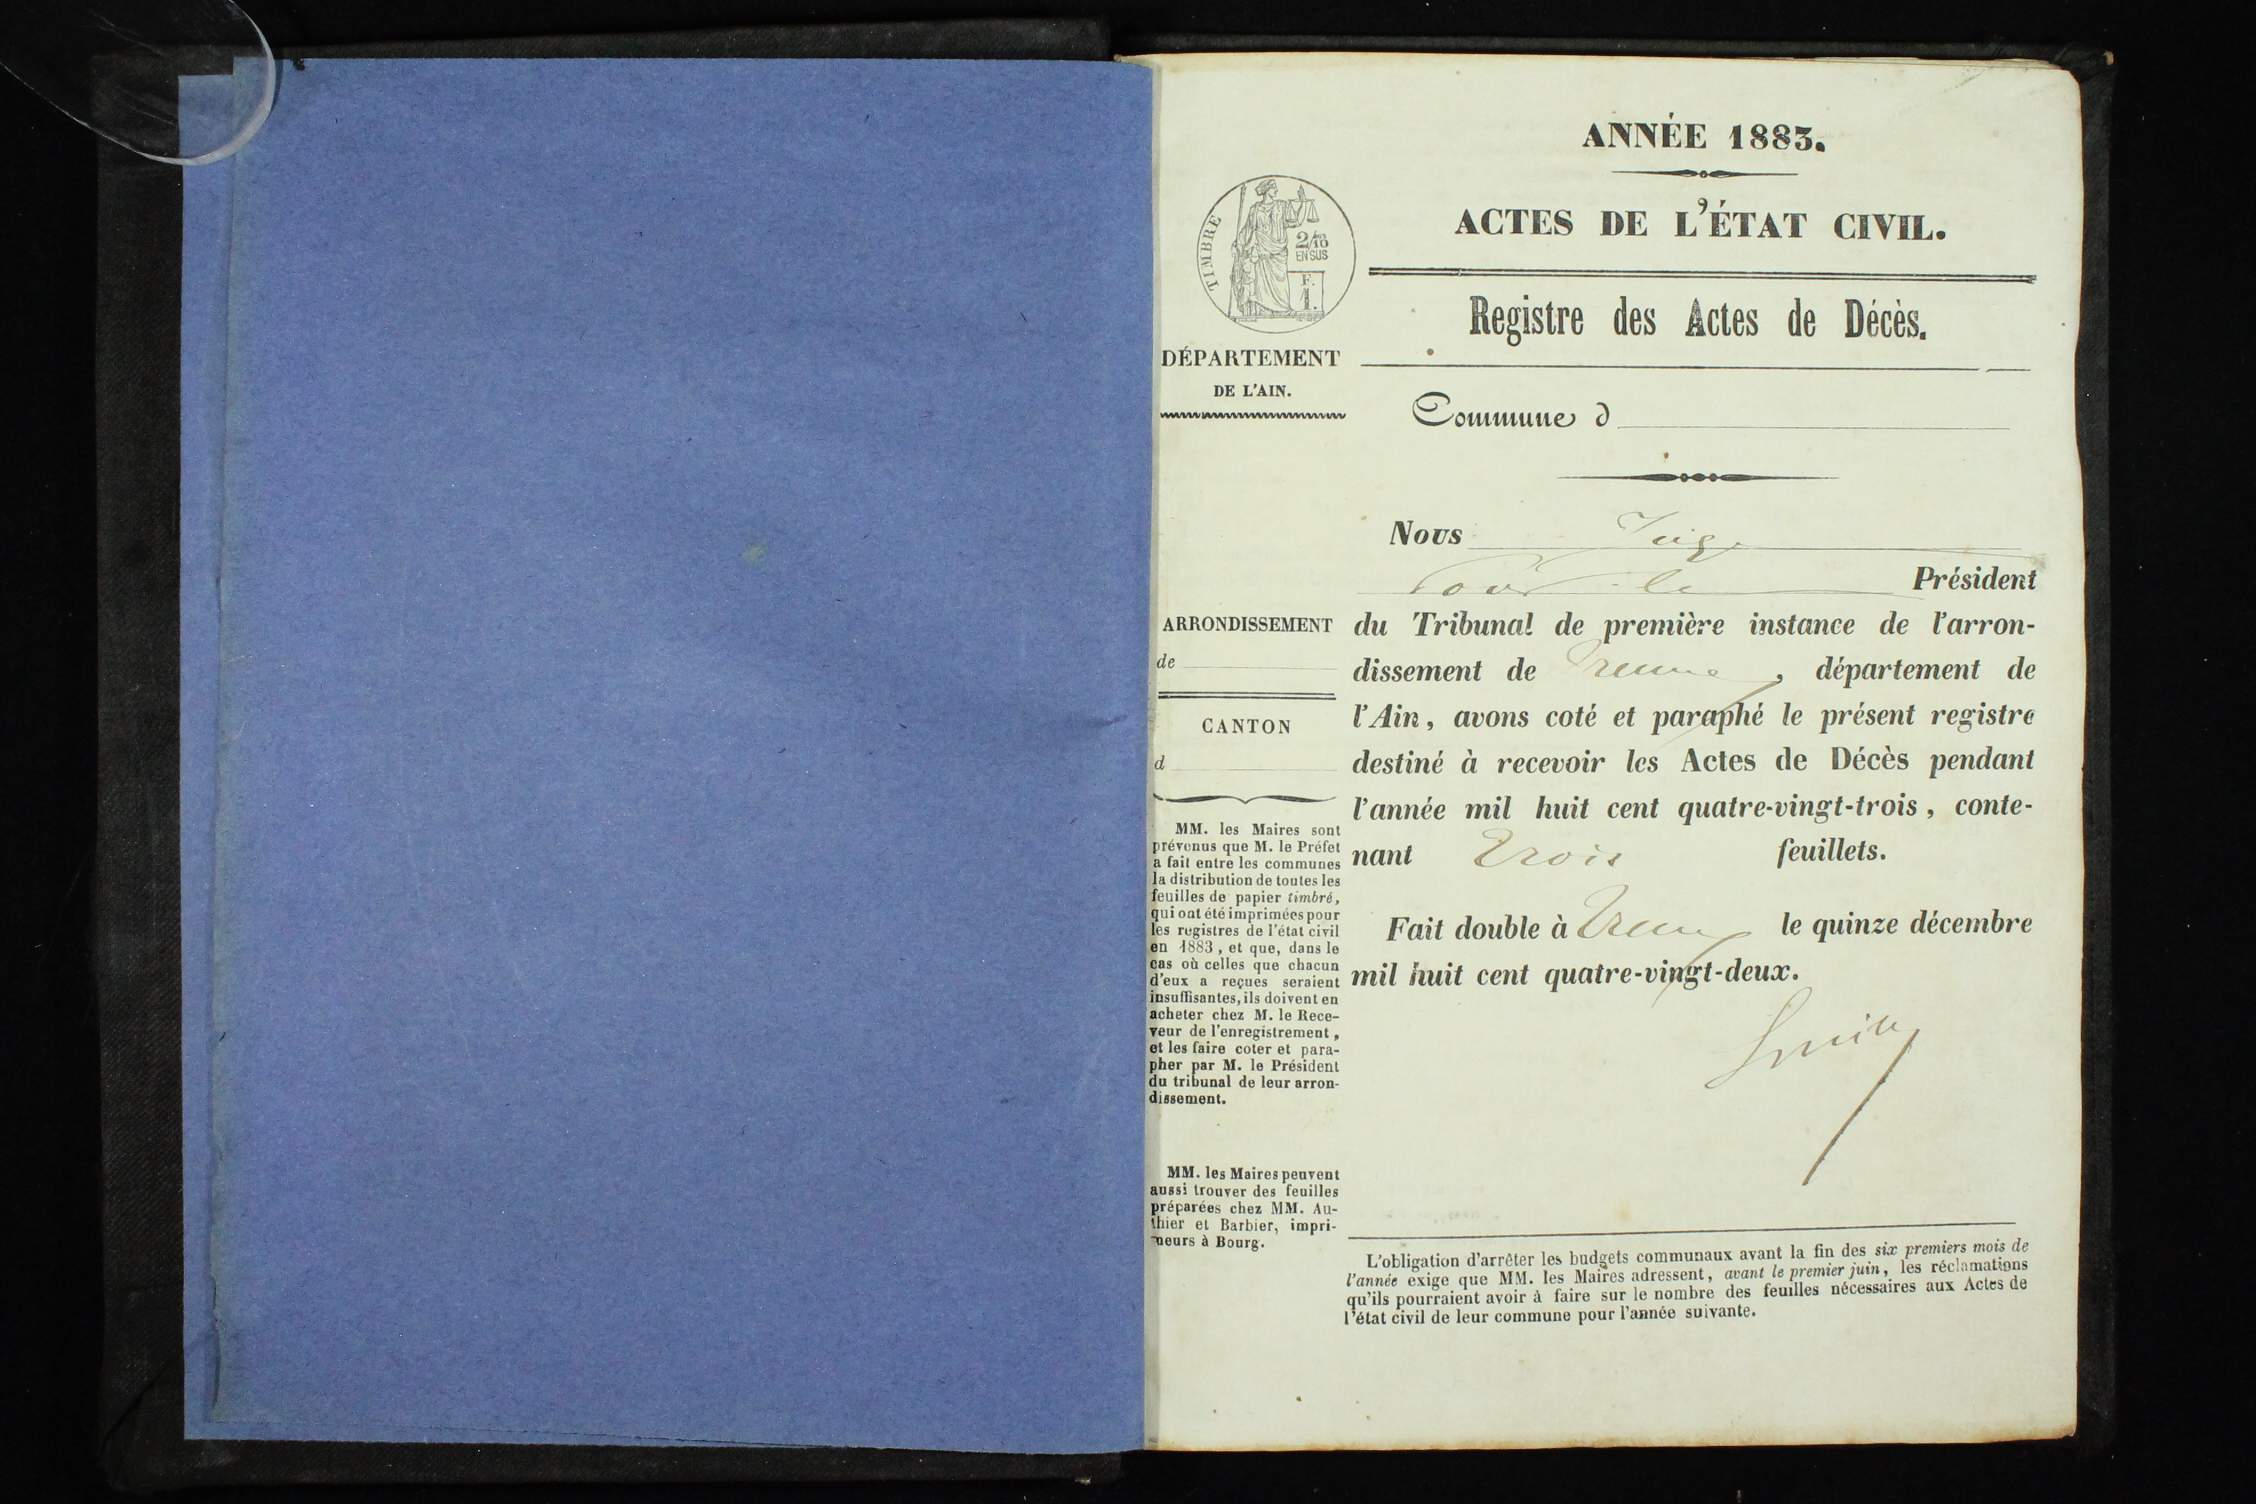 ANNÉE 1883.
ACTES DE L'ÉTAT CIVIL.
TIMBRE
2/10
EN SUS
F.
1.
Registre des Actes de Décès.
DÉPARTEMENT
DE L'AIN.
Commune d
Nous Juge
Pour le Président
ARRONDISSEMENT
de
CANTON
d
du Tribunal de première instance de l'arron-
dissement de , département de
l'Ain, avons coté et paraphé le présent registre
destiné à recevoir les Actes de Décès pendant
l'année mil huit cent quatre-vingt-trois, conte-
nant Trois feuillets.
Fait double à le quinze décembre
mil huit cent quatre-vingt-deux.
MM. les Maires sont
prévenus que M. le Préfet
a fait entre les communes
la distribution de toutes les
feuilles de papier timbré,
qui ont été imprimées pour
les registres de l'état civil
en 1883, et que, dans le
cas où celles que chacun
d'eux a reçues seraient
insuffisantes, ils doivent en
acheter chez M. le Rece-
veur de l'enregistrement,
et les faire coter et para-
pher par M. le Président
du tribunal de leur arron-
dissement.
MM. les Maires peuvent
aussi trouver des feuilles
préparées chez MM. Au-
thier et Barbier, impri-
meurs à Bourg.
L'obligation d'arrêter les budgets communaux avant la fin des six premiers mois de
l'année exige que MM. les Maires adressent, avant le premier juin, les réclamations
qu'ils pourraient avoir à faire sur le nombre des feuilles nécessaires aux Actes de
l'état civil de leur commune pour l'année suivante.